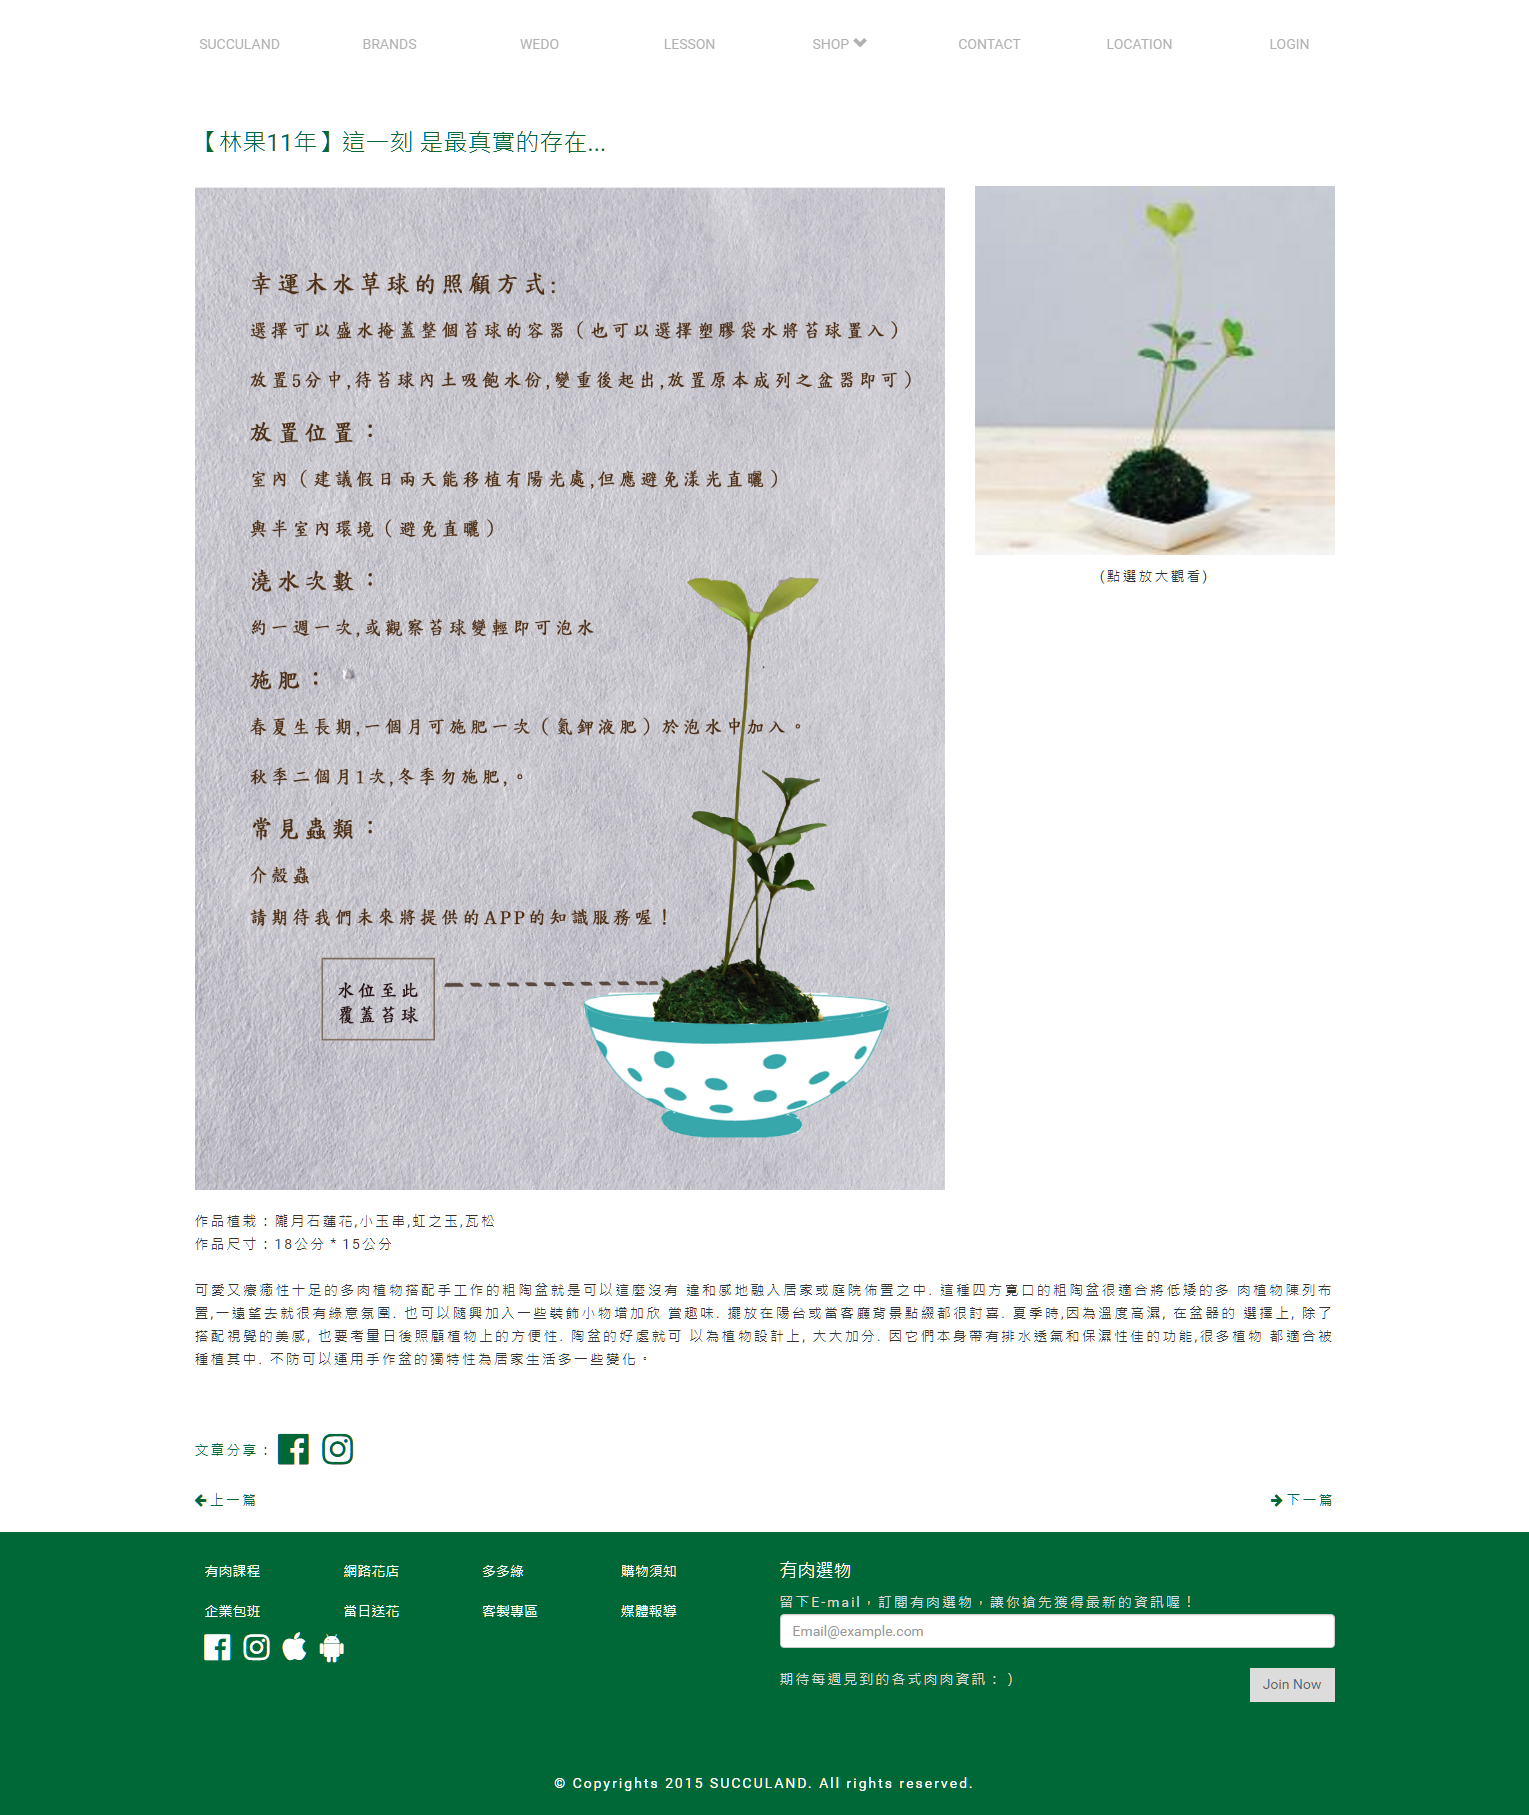 SUCCULAND BRANDS WEDO LESSON SHOP CONTACT LOCATION LOGIN
【林果11年】這一刻 是最真實的存在...
幸運木水草球的照顧方式:
選擇可以盛水掩蓋整個苔球的容器（也可以選擇塑膠袋水將苔球置入）
放置5分中,待苔球內土吸飽水份,變重後起出,放置原本成列之盆器即可）
放置位置：
室內（建議假日兩天能移植有陽光處,但應避免漾光直曬）
與半室內環境（避免直曬）
澆水次數：
約一週一次,或觀察苔球變輕即可泡水
施肥：
春夏生長期,一個月可施肥一次（氮鉀液肥）於泡水中加入。
秋季二個月1次,冬季勿施肥,。
常見蟲類：
介殼蟲
請期待我們未來將提供的APP的知識服務喔！
水位至此
覆蓋苔球
(點選放大觀看)
作品植栽：隴月石蓮花,小玉串,虹之玉,瓦松
作品尺寸：18公分 * 15公分
可愛又療癒性十足的多肉植物搭配手工作的粗陶盆就是可以這麼沒有 違和感地融入居家或庭院佈置之中. 這種四方寬口的粗陶盆很適合將低矮的多 肉植物陳列布
置,一遠望去就很有綠意氛圍. 也可以隨興加入一些裝飾小物增加欣 賞趣味. 擺放在陽台或當客廳背景點綴都很討喜. 夏季時,因為溫度高濕, 在盆器的 選擇上, 除了
搭配視覺的美感, 也要考量日後照顧植物上的方便性. 陶盆的好處就可 以為植物設計上, 大大加分. 因它們本身帶有排水透氣和保濕性佳的功能,很多植物 都適合被
種植其中. 不防可以運用手作盆的獨特性為居家生活多一些變化。
文章分享：
上一篇 下一篇
有肉課程 網路花店 多多綠 購物須知
企業包班 當日送花 客製專區 媒體報導
有肉選物
留下E-mail，訂閱有肉選物，讓你搶先獲得最新的資訊喔！
Email@example.com
期待每週見到的各式肉肉資訊：）
Join Now
© Copyrights 2015 SUCCULAND. All rights reserved.